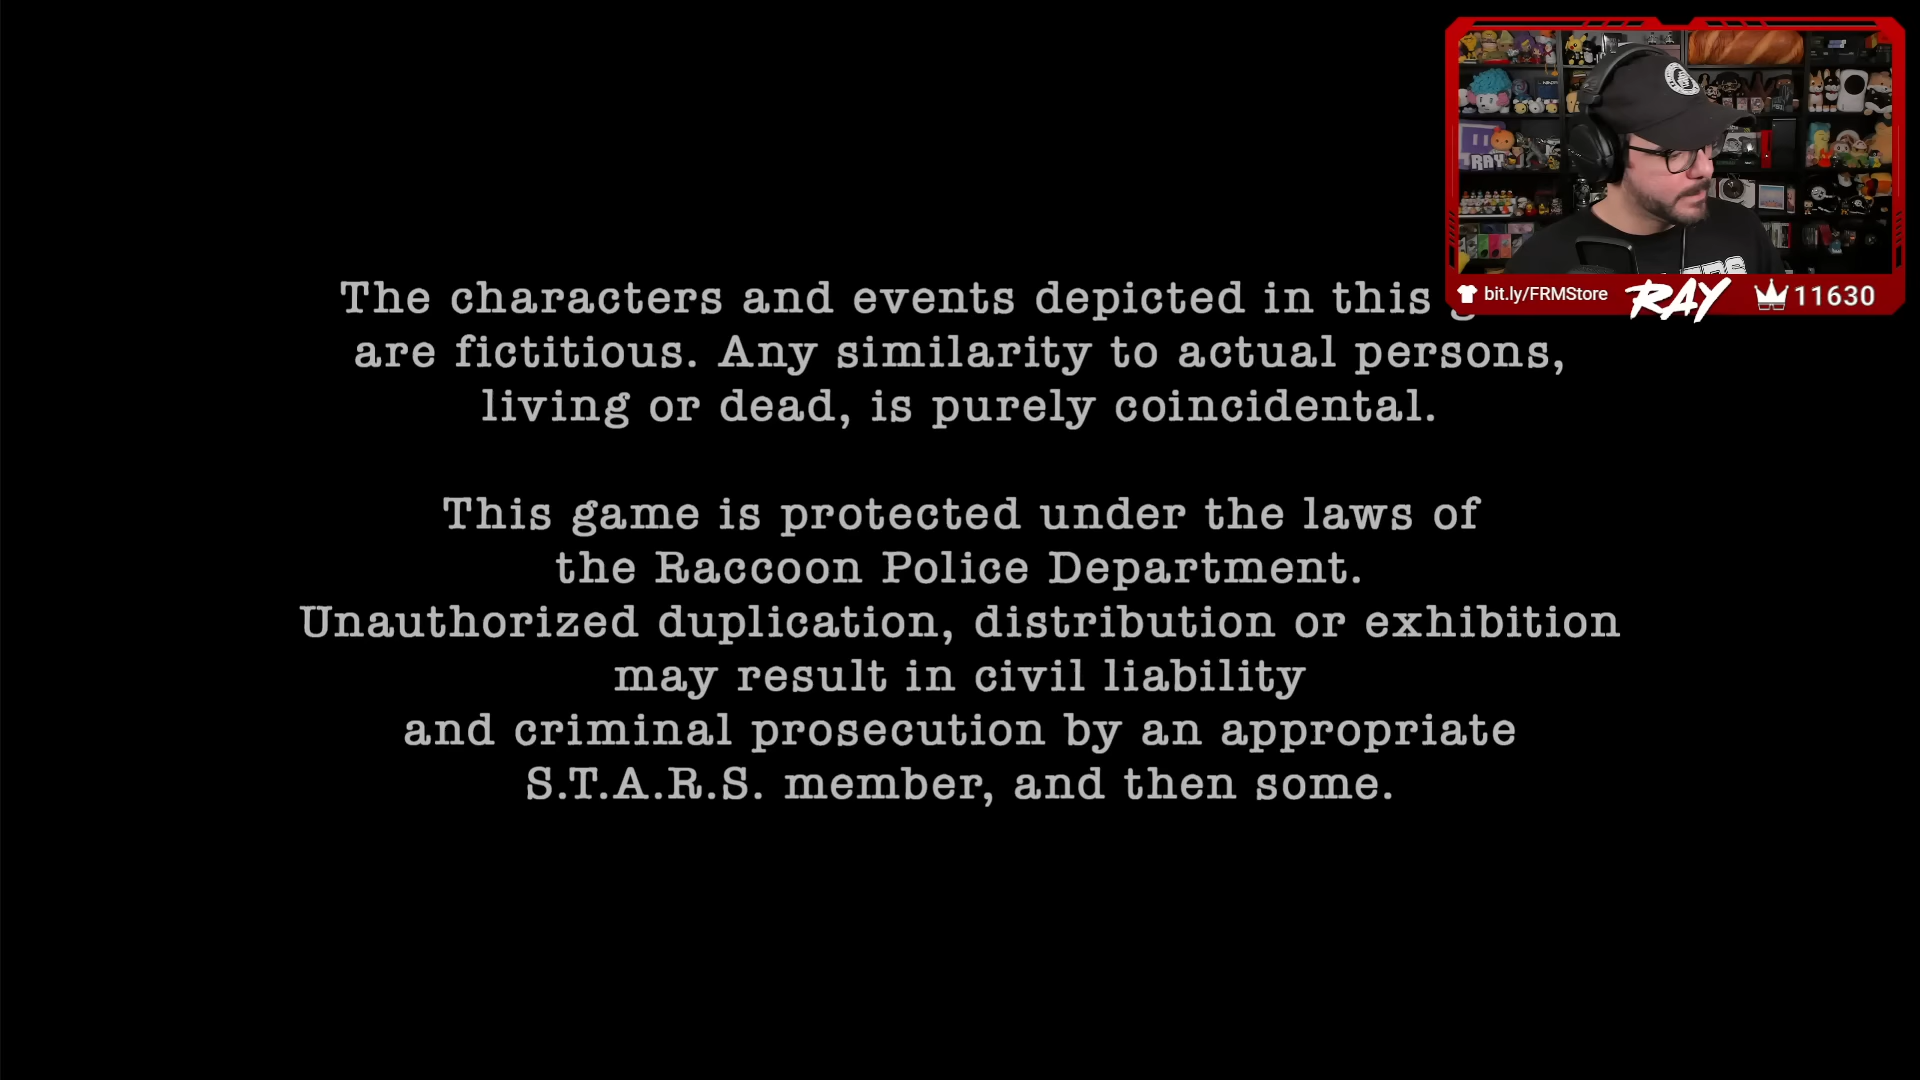 The characters and events depicted in this
are fictitious. Any similarity to actual persons,
living or dead, is purely coincidental.
This game is protected under the laws of
the Raccoon Police Department.
Unauthorized duplication, distribution or exhibition
may result in civil liability
and criminal prosecution by an appropriate
S.T.A.R.S. member, and then some.
RAY
bit.ly/FRMStore
RAY
11630